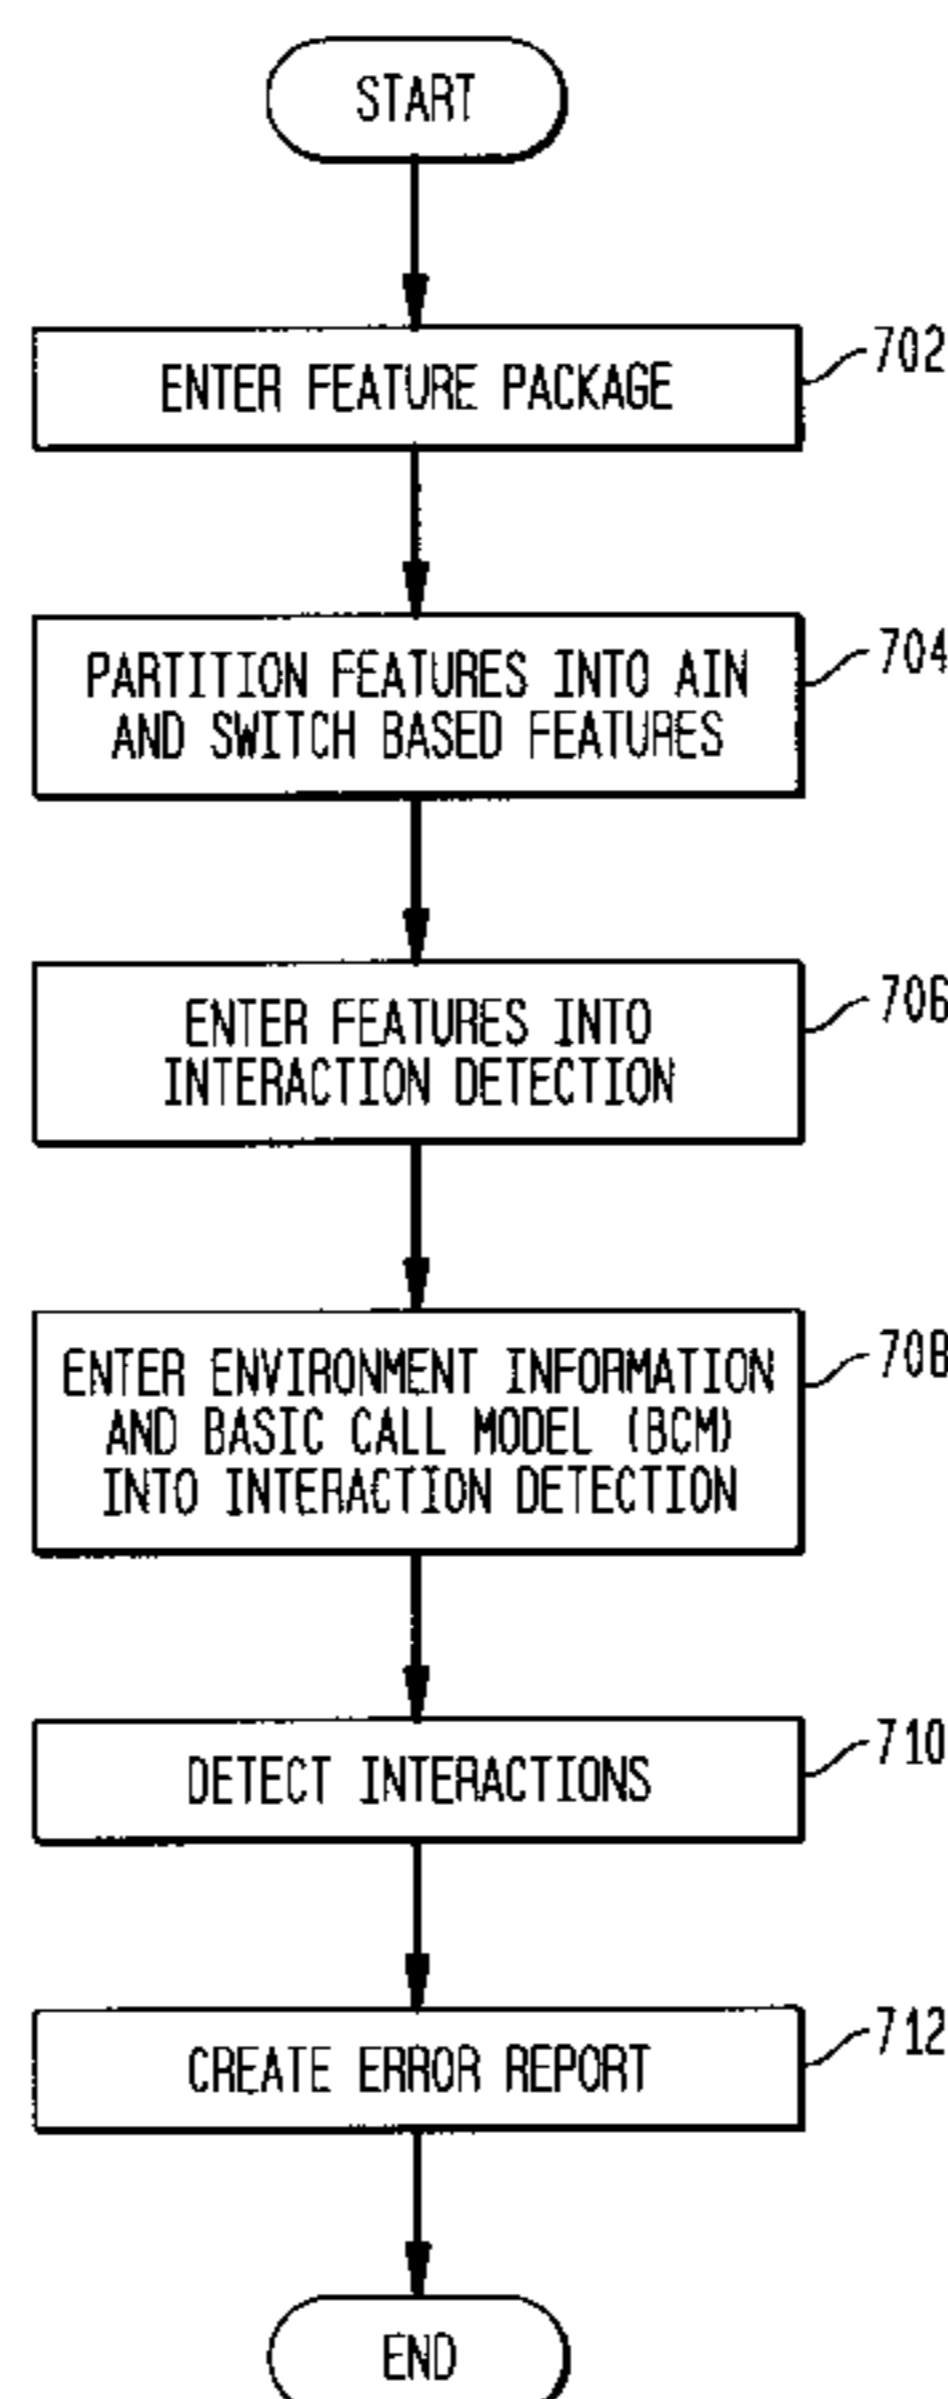 START
ENTER FEATURE PACKAGE
702
PARTITION FEATURES INTO AIN
AND SWITCH BASED FEATURES
704
ENTER FEATURES INTO
INTERACTION DETECTION
706
ENTER ENVIRONMENT INFORMATION
AND BASIC CALL MODEL (BCM)
INTO INTERACTION DETECTION
708
DETECT INTERACTIONS
710
CREATE ERROR REPORT
712
END